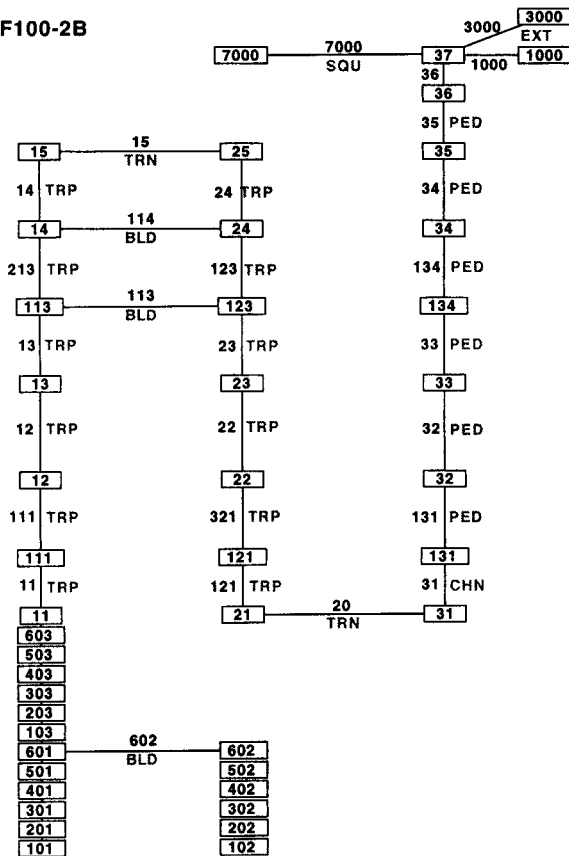 3000
3000
F100-2B
EXT
7000 7000 37 1000
SQU 1000
36
36
35 PED
15 15 25 35
TRN
14 TRP 24 TRP 34 PED
14 114 24 34
BLD
213 TRP 123 TRP 134 PED
113 113 123 134
BLD
13 TRP 23 TRP 33 PED
13 23 33
12 TRP 22 TRP 32 PED
12 22 32
111 TRP 321 TRP 131 PED
111 121 131
11 TRP 121 TRP 31 CHN
11 21 20 31
TRN
603
503
403
303
203
103
601 602 602
BLD
501 502
401 402
301 302
201 202
101 102